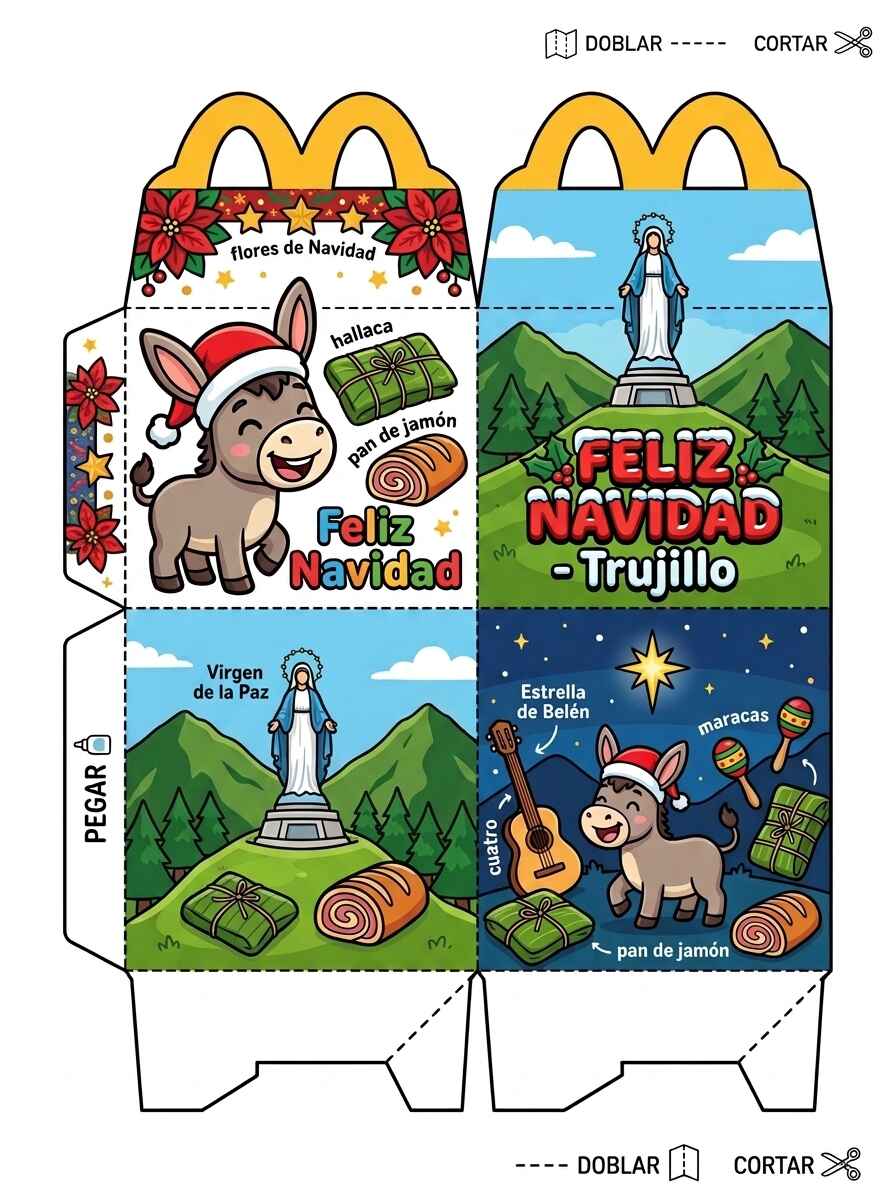 DOBLAR ----- CORTAR
flores de Navidad
hallaca
pan de jamón
Feliz
Navidad
FELIZ
NAVIDAD
- Trujillo
PEGAR
Virgen
de la Paz
Estrella
de Belén
maracas
cuatro
pan de jamón
---- DOBLAR CORTAR